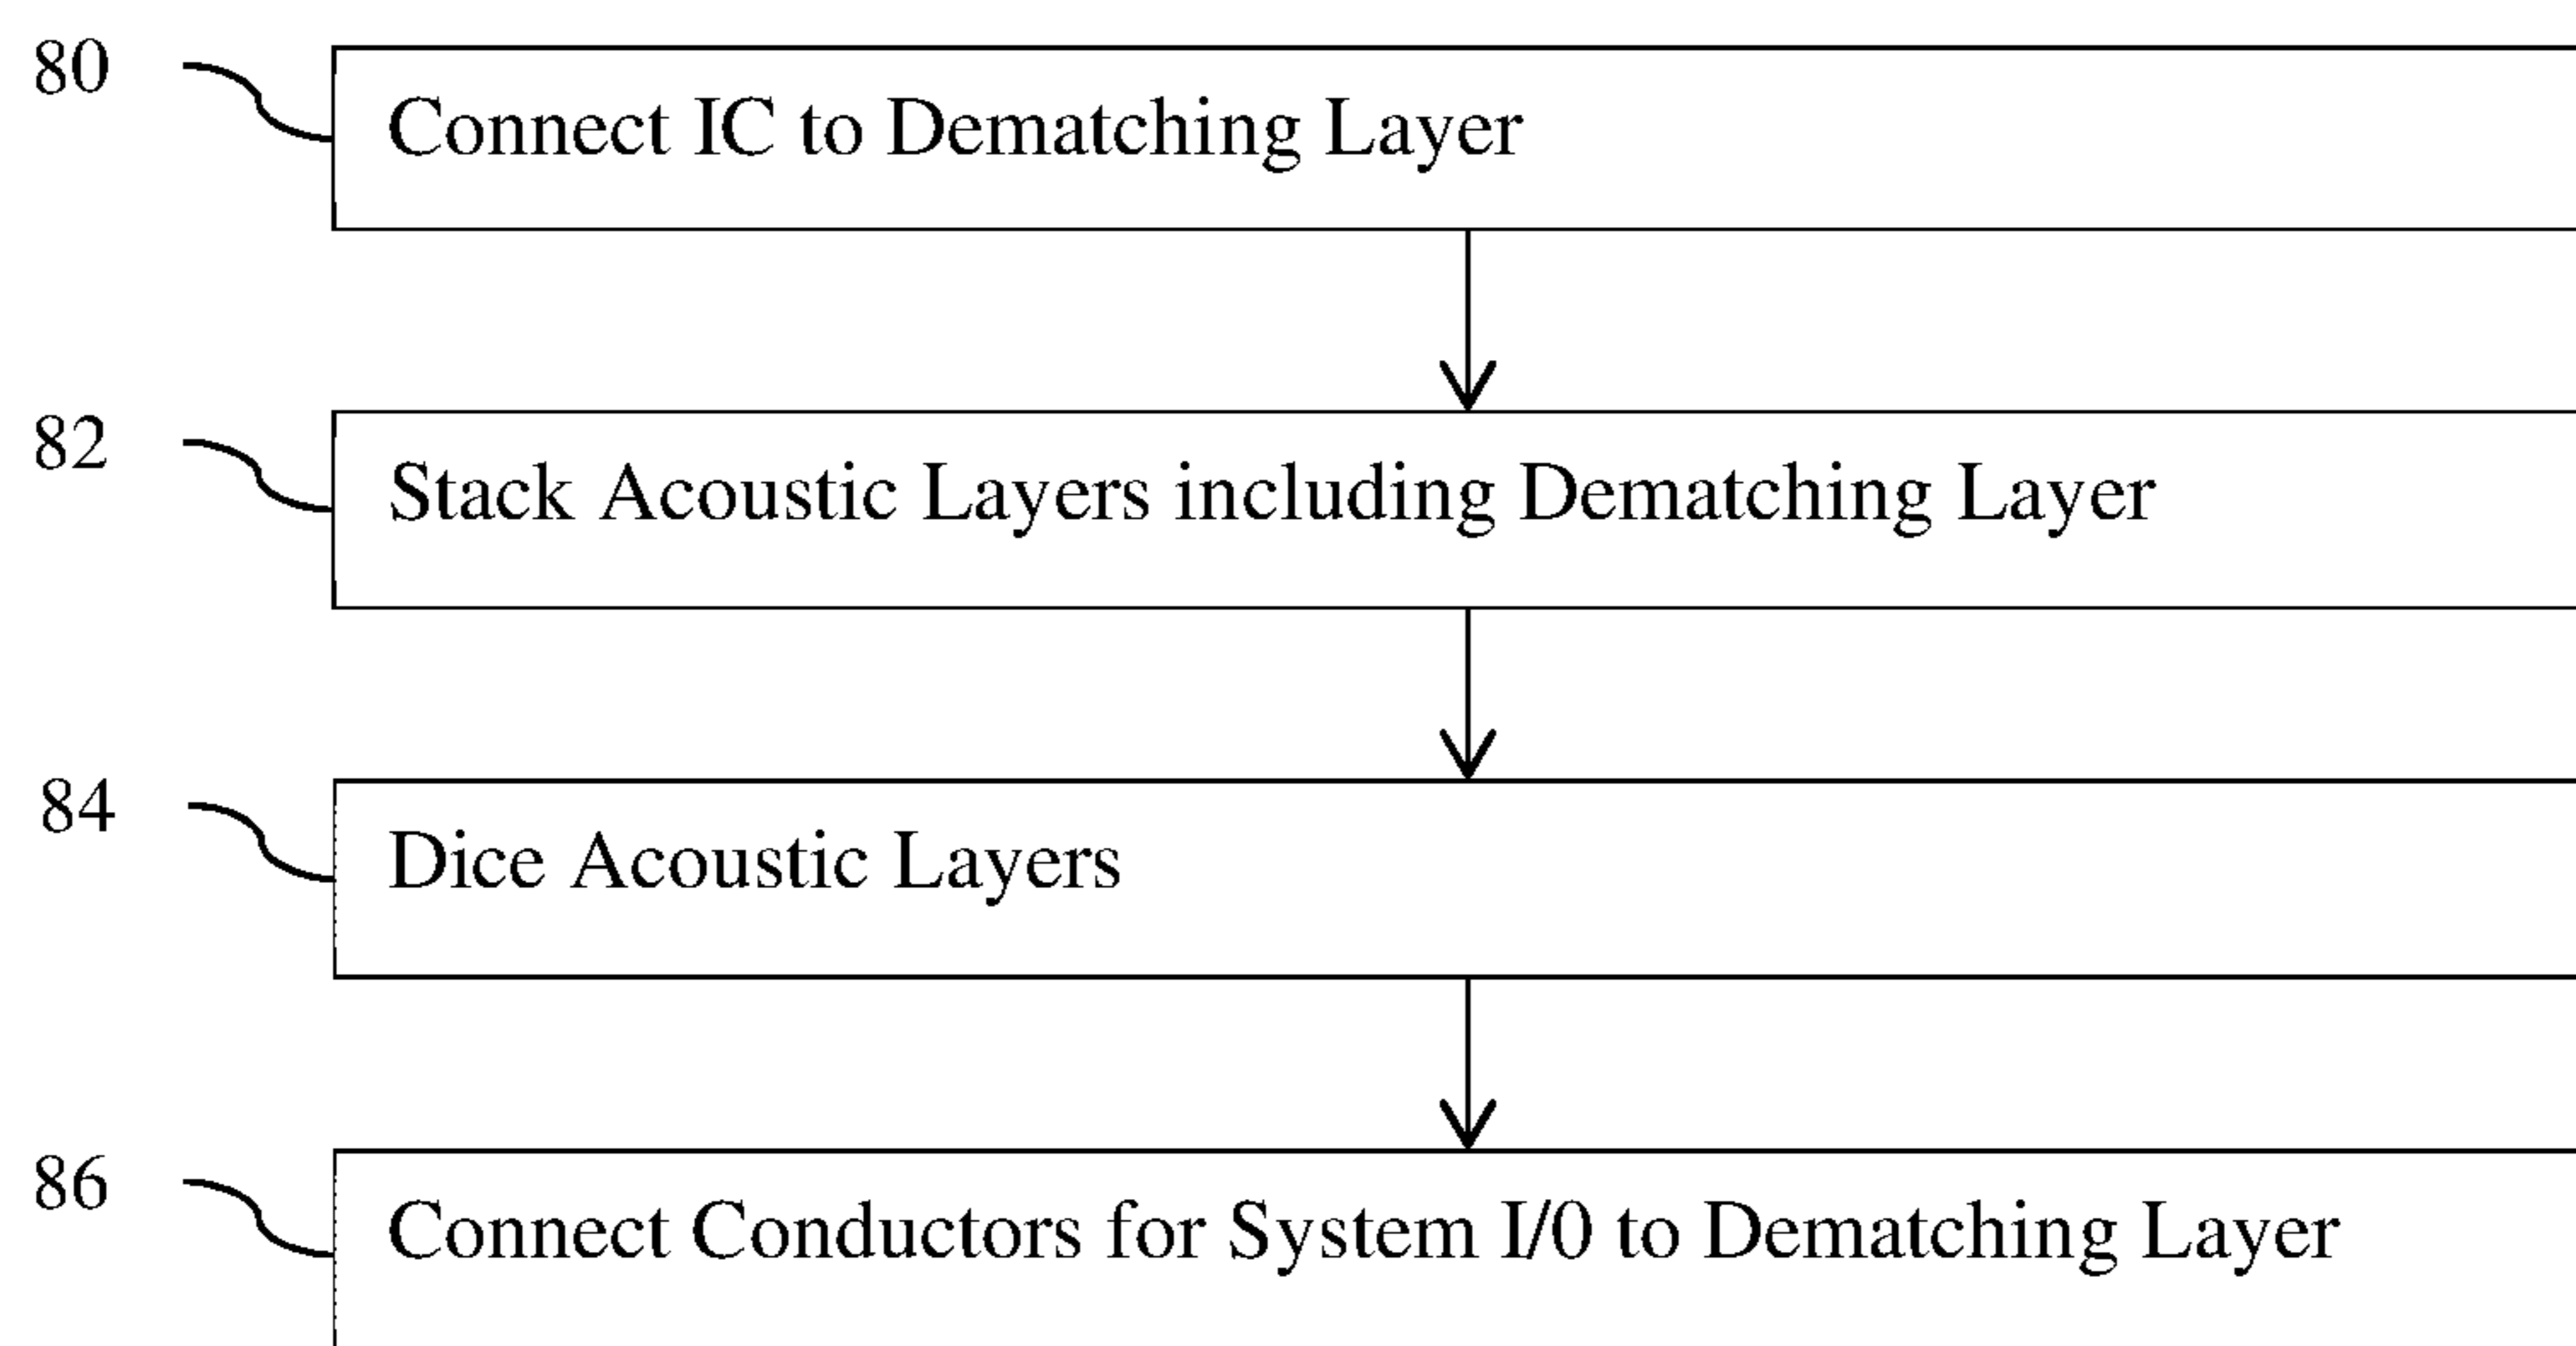 80
Connect IC to Dematching Layer
82
Stack Acoustic Layers including Dematching Layer
84
Dice Acoustic Layers
86
Connect Conductors for System I/0 to Dematching Layer